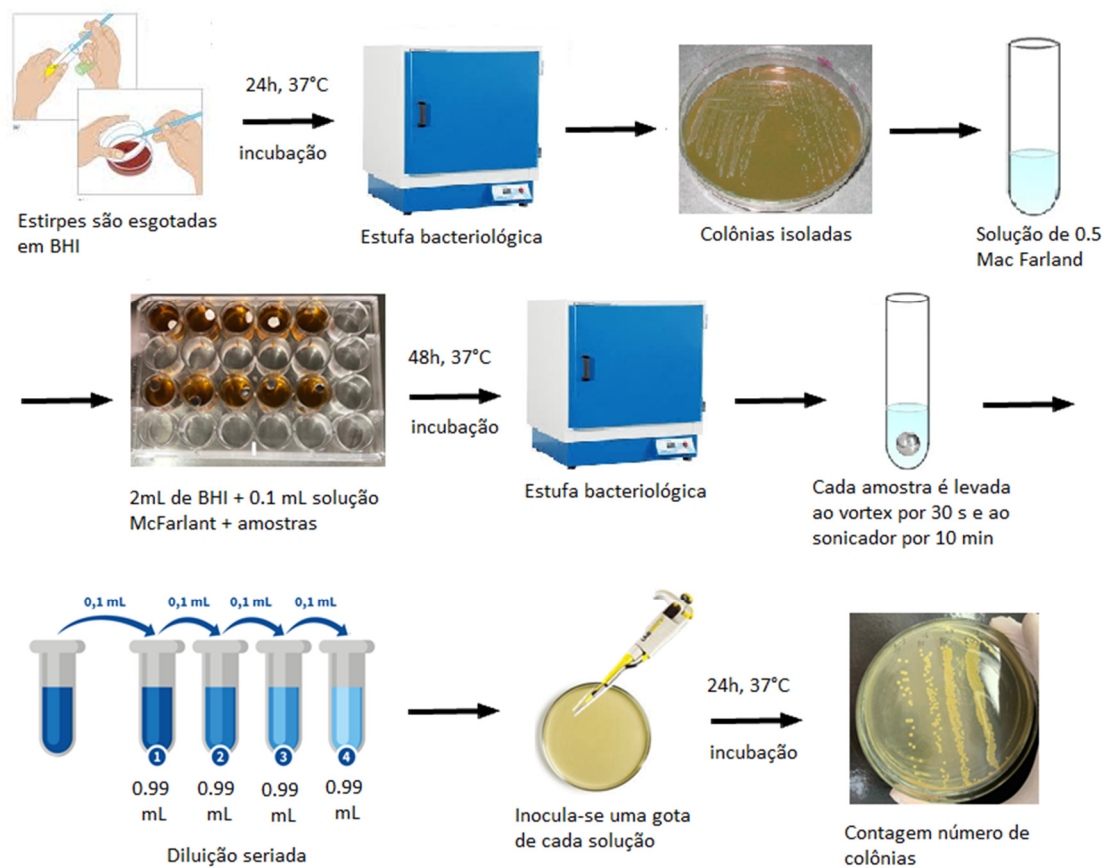 24h, 37°C
incubação
Estirpes são esgotadas
em BHI
Estufa bacteriológica
Colônias isoladas
Solução de 0.5
Mac Farland
2mL de BHI + 0.1 mL solução
McFarlant + amostras
48h, 37°C
incubação
Estufa bacteriológica
Cada amostra é levada
ao vortex por 30 s e ao
sonicador por 10 min
0,1 mL
0,1 mL
0,1 mL
0,1 mL
1
2
3
4
0.99
mL
0.99
mL
0.99
mL
0.99
mL
Diluição seriada
Inocula-se uma gota
de cada solução
24h, 37°C
incubação
Contagem número de
colônias